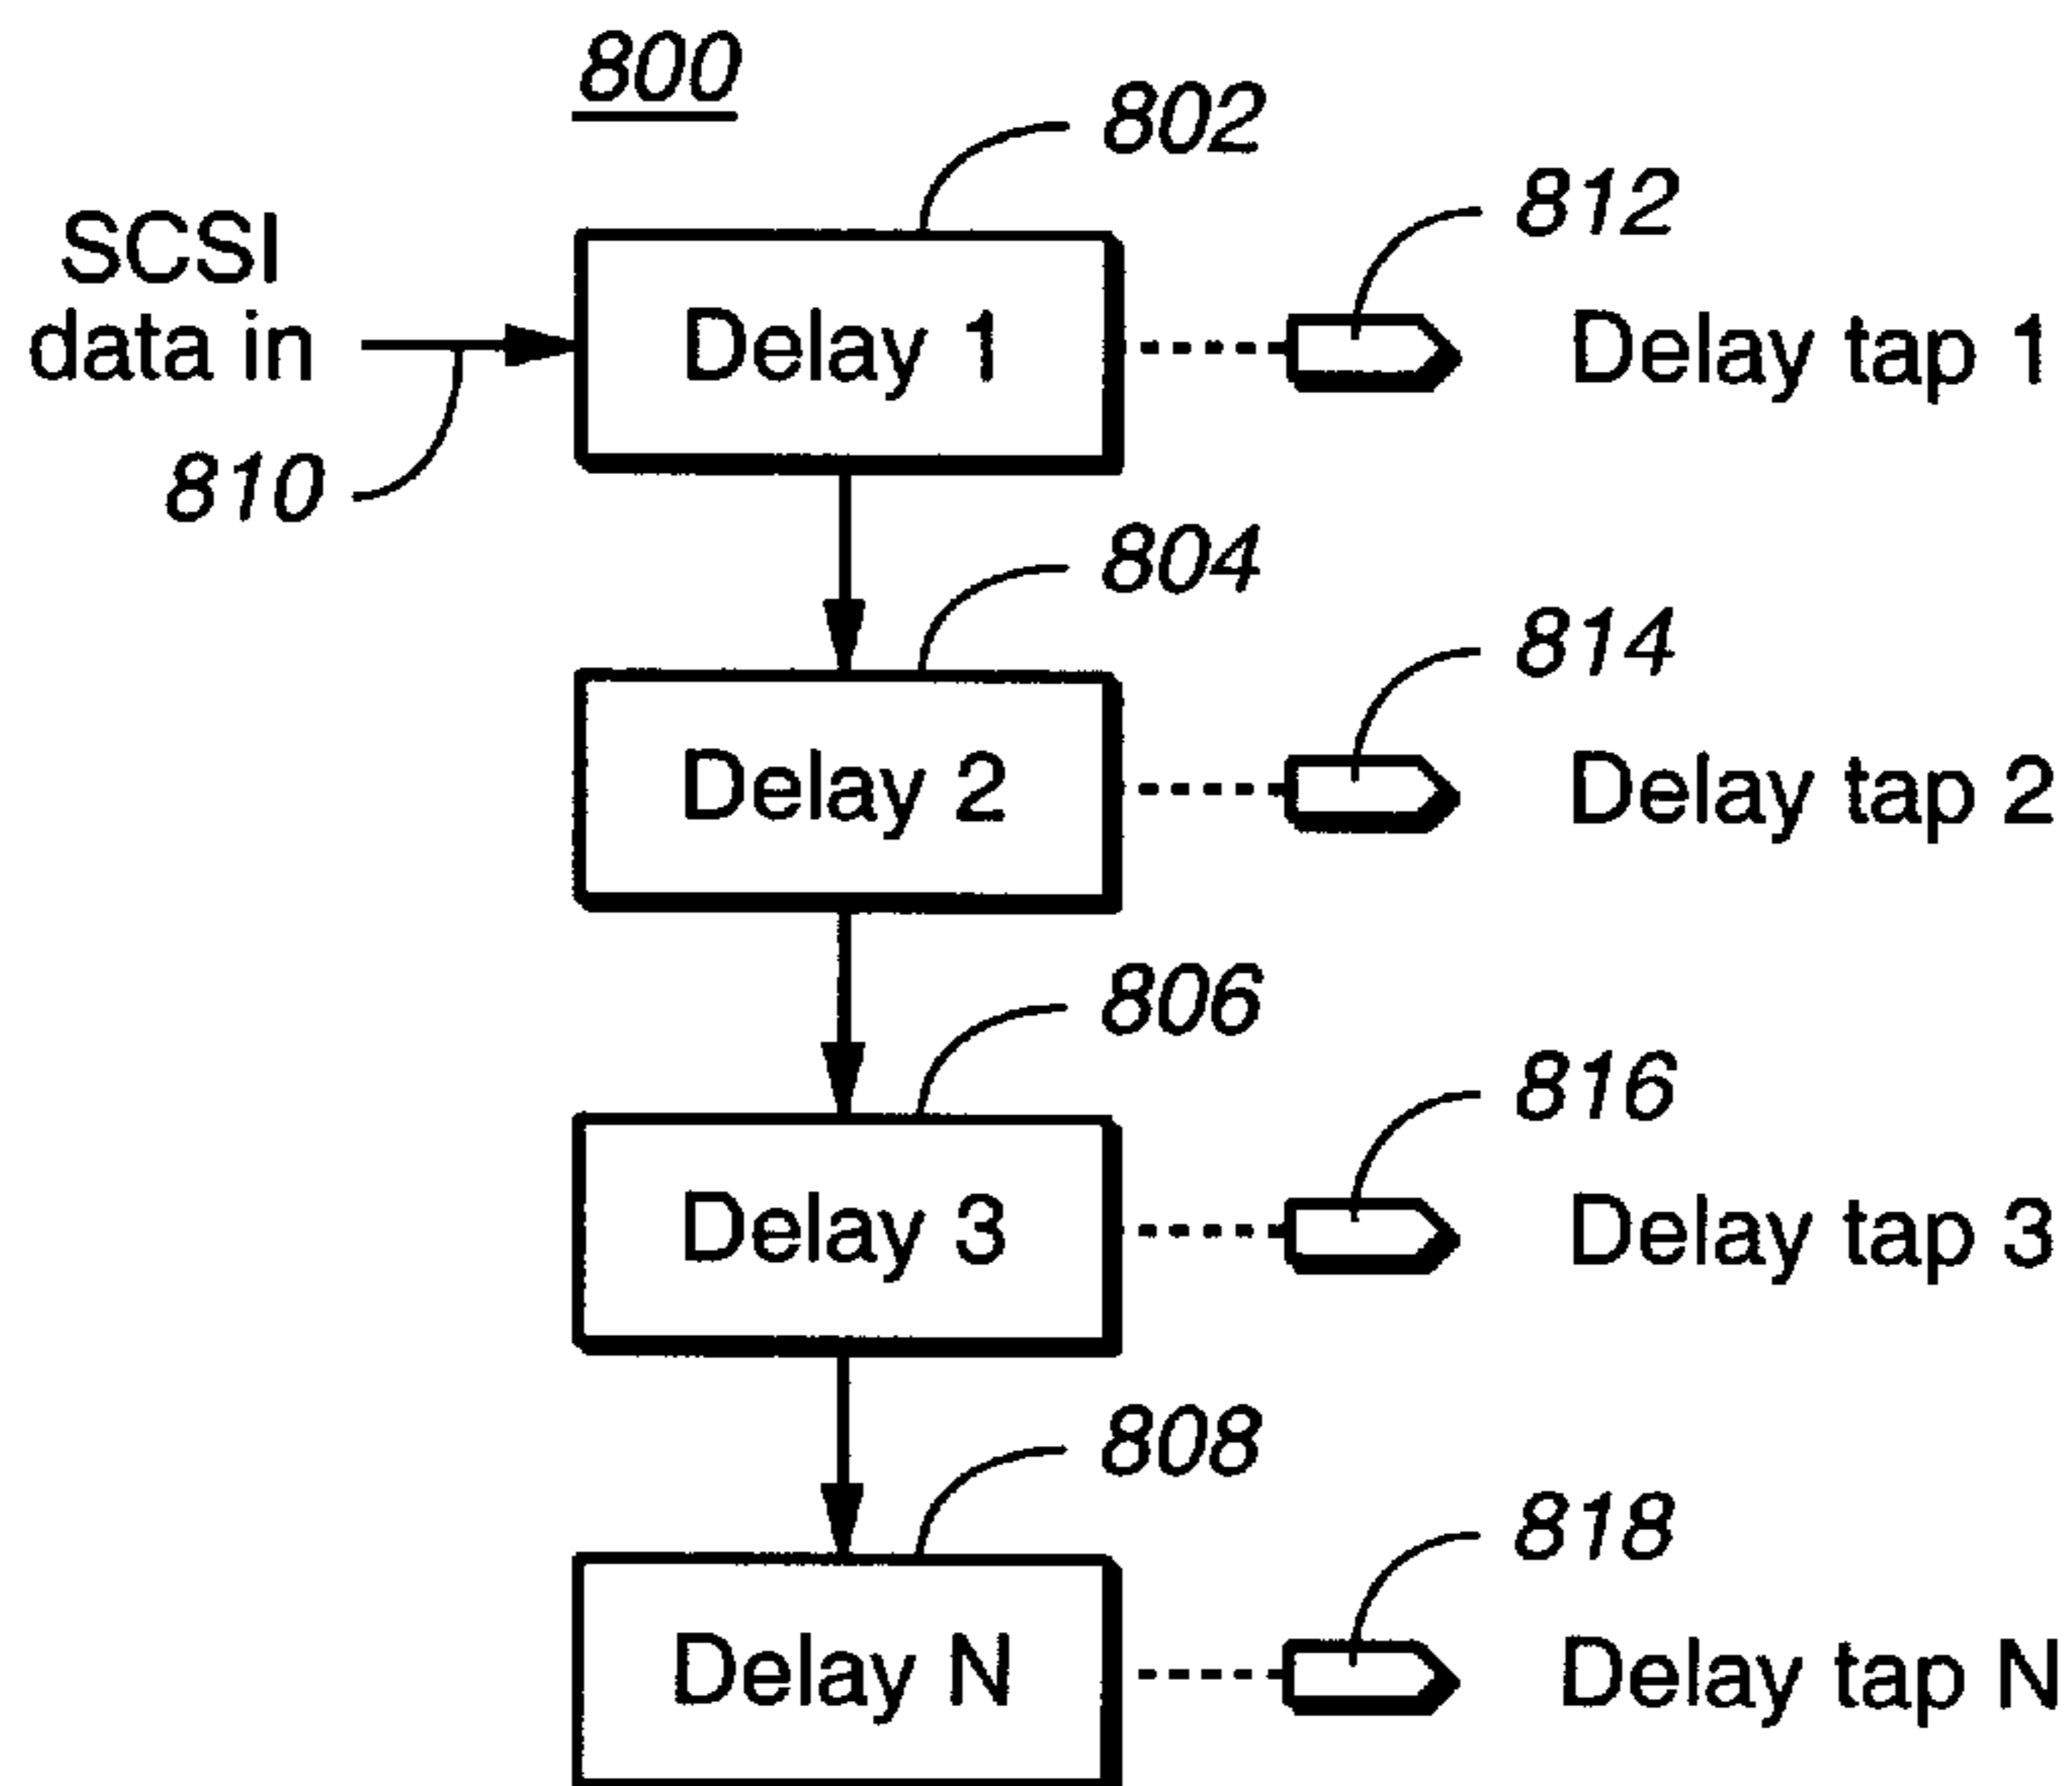 800
802
812
SCSI
data in
Delay 1
Delay tap 1
810
804
814
Delay 2
Delay tap 2
806
816
Delay 3
Delay tap 3
808
818
Delay N
Delay tap N